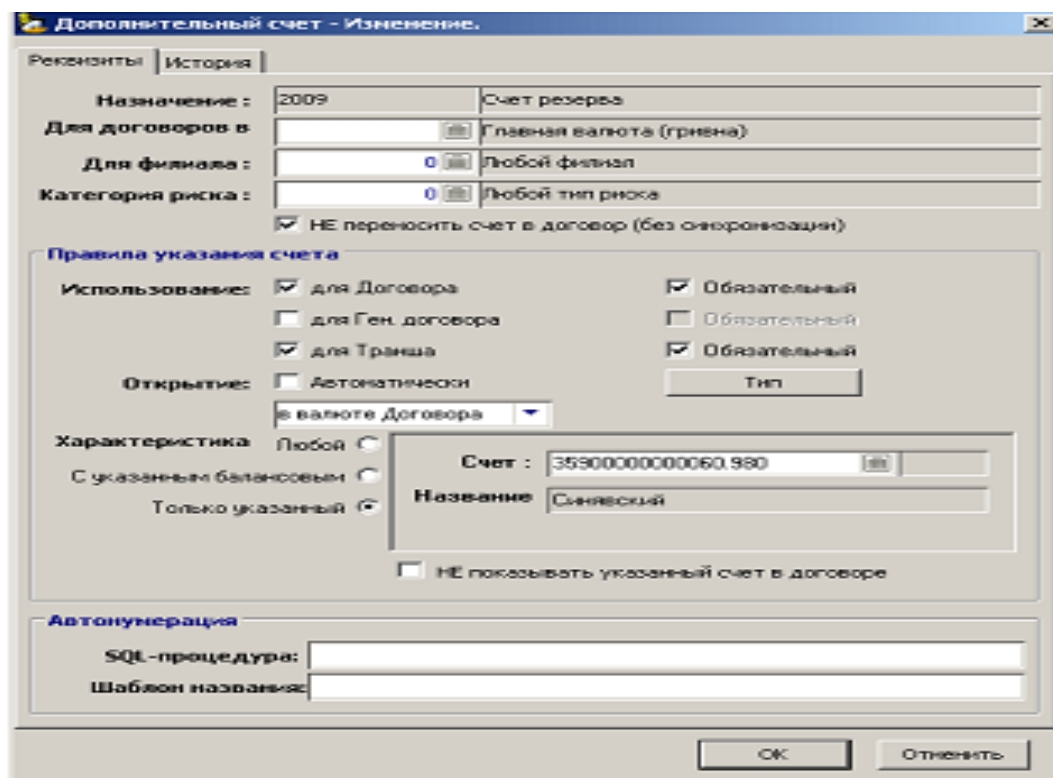 Дополнительный счет - Изменение.
Реквизиты История
Назначение : 2009 Счет резерва
Для договоров в Главная валюта (гривна)
Для филиала : 0 Любой филиал
Категория риска : 0 Любой тип риска
НЕ переносить счет в договор (без синхронизации)
Правила указания счета
Использование: для Договора Обязательный
для Ген. договора Обязательный
для Транша Обязательный
Открытие: Автоматически Тип
в валюте Договора
Характеристика Любой
Счет : 35900000000060.980
С указанным балансовым
Название Синявский
Только указанный
НЕ показывать указанный счет в договоре
Автонумерация
SQL-процедура:
Шаблон названия:
OK Отменить